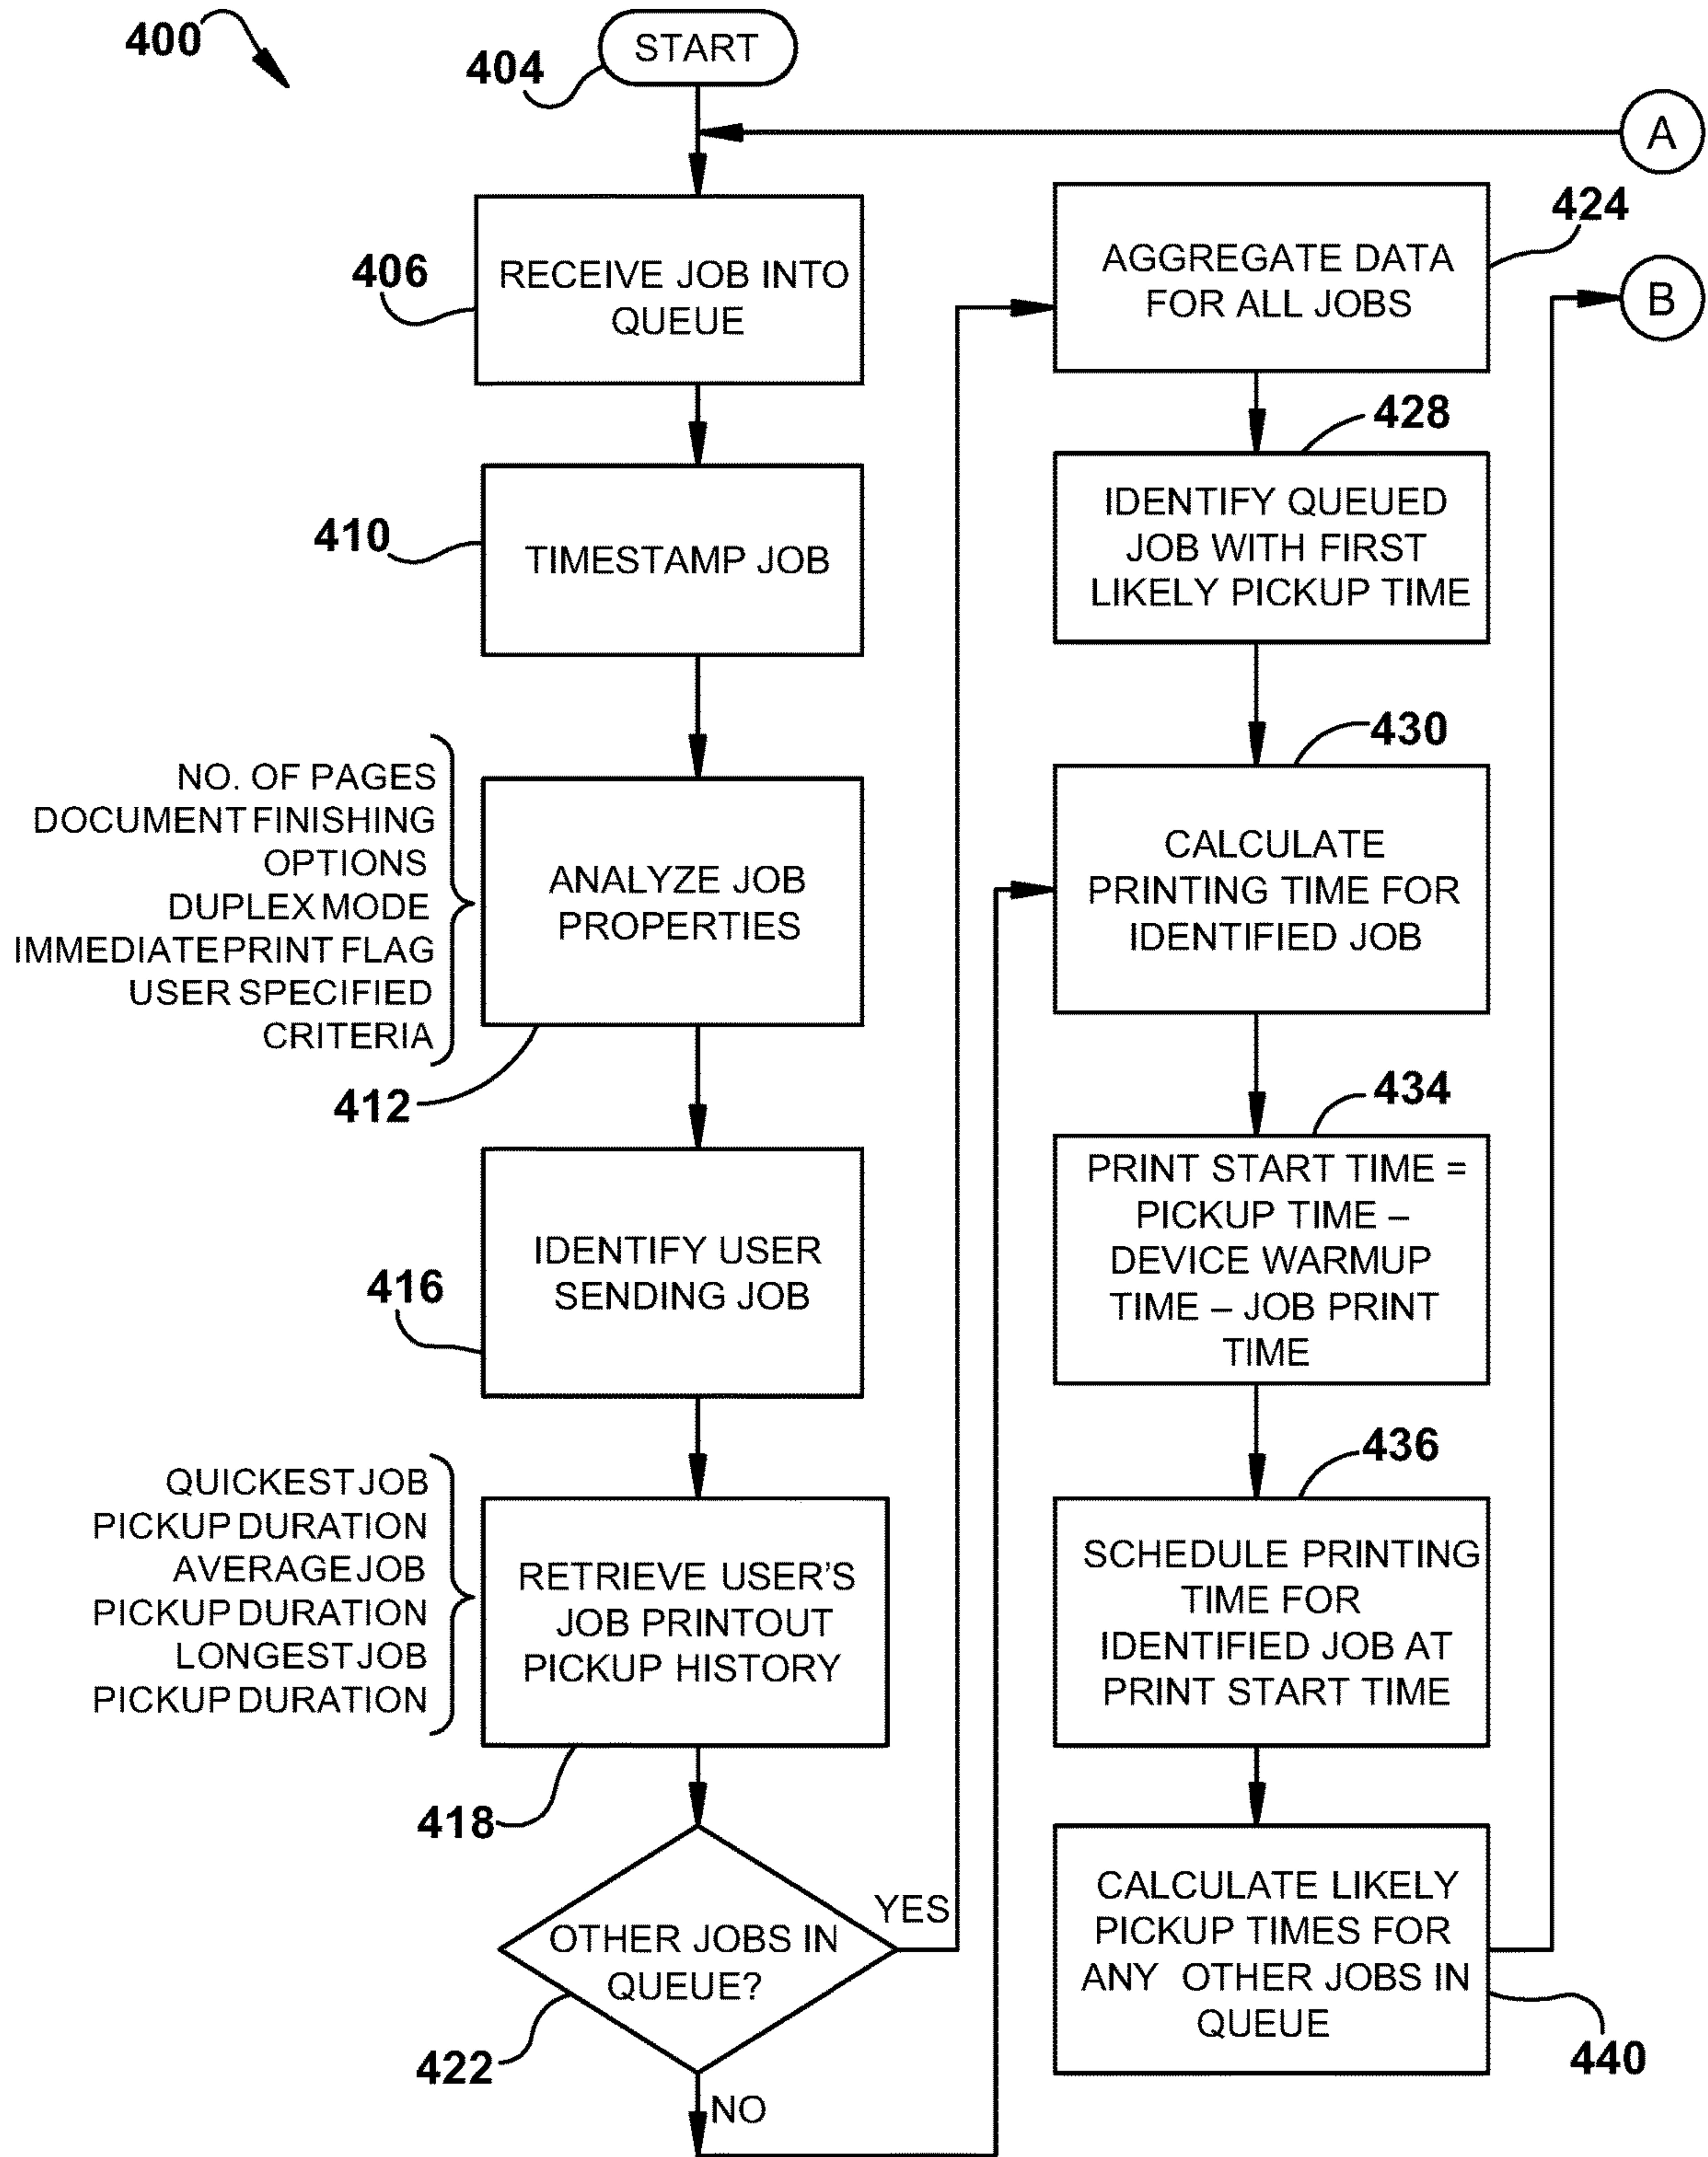 400
404
START
A
406
RECEIVE JOB INTO
QUEUE
410
TIMESTAMP JOB
NO. OF PAGES
DOCUMENT FINISHING
OPTIONS
DUPLEX MODE
IMMEDIATE PRINT FLAG
USER SPECIFIED
CRITERIA
ANALYZE JOB
PROPERTIES
412
IDENTIFY USER
SENDING JOB
416
QUICKEST JOB
PICKUP DURATION
AVERAGE JOB
PICKUP DURATION
LONGEST JOB
PICKUP DURATION
RETRIEVE USER'S
JOB PRINTOUT
PICKUP HISTORY
418
OTHER JOBS IN
QUEUE?
YES
422
NO
424
AGGREGATE DATA
FOR ALL JOBS
B
428
IDENTIFY QUEUED
JOB WITH FIRST
LIKELY PICKUP TIME
430
CALCULATE
PRINTING TIME FOR
IDENTIFIED JOB
434
PRINT START TIME =
PICKUP TIME –
DEVICE WARMUP
TIME – JOB PRINT
TIME
436
SCHEDULE PRINTING
TIME FOR
IDENTIFIED JOB AT
PRINT START TIME
CALCULATE LIKELY
PICKUP TIMES FOR
ANY OTHER JOBS IN
QUEUE
440